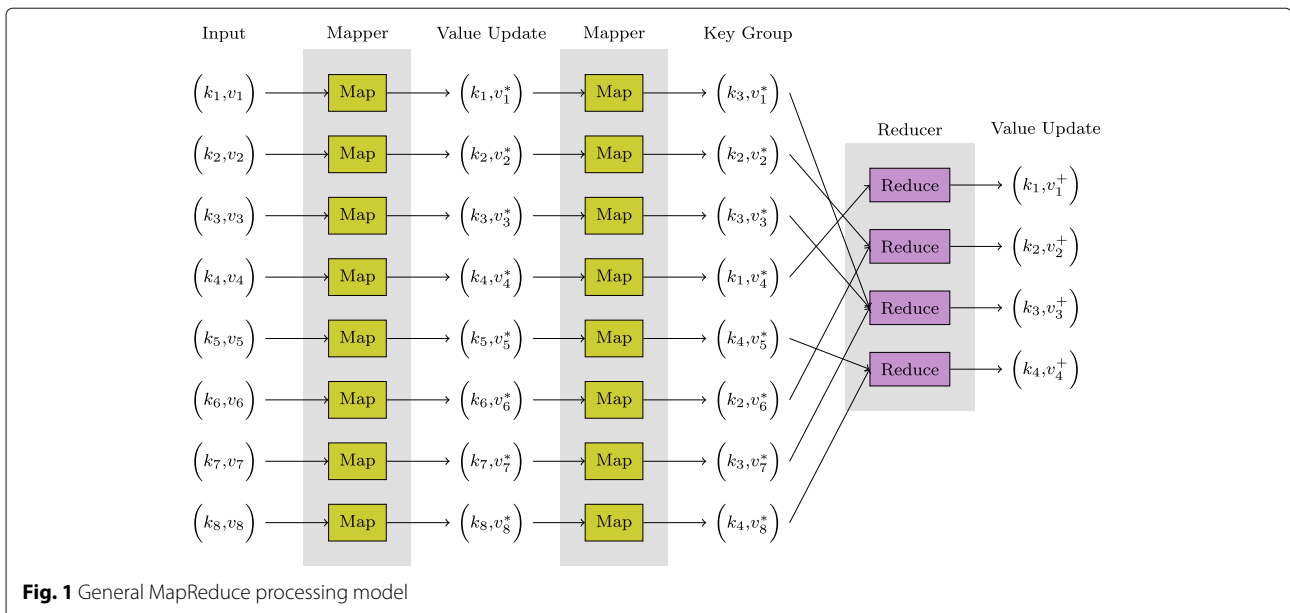 Input Mapper Value Update Mapper Key Group
(k₁,v₁) Map (k₁,v₁*) Map (k₃,v₁*)
Reducer Value Update
(k₂,v₂) Map (k₂,v₂*) Map (k₂,v₂*)
Reduce (k₁,v₁⁺)
(k₃,v₃) Map (k₃,v₃*) Map (k₃,v₃*)
Reduce (k₂,v₂⁺)
(k₄,v₄) Map (k₄,v₄*) Map (k₁,v₄*)
Reduce (k₃,v₃⁺)
(k₅,v₅) Map (k₅,v₅*) Map (k₄,v₅*)
Reduce (k₄,v₄⁺)
(k₆,v₆) Map (k₆,v₆*) Map (k₂,v₆*)
(k₇,v₇) Map (k₇,v₇*) Map (k₃,v₇*)
(k₈,v₈) Map (k₈,v₈*) Map (k₄,v₈*)
Fig. 1 General MapReduce processing model